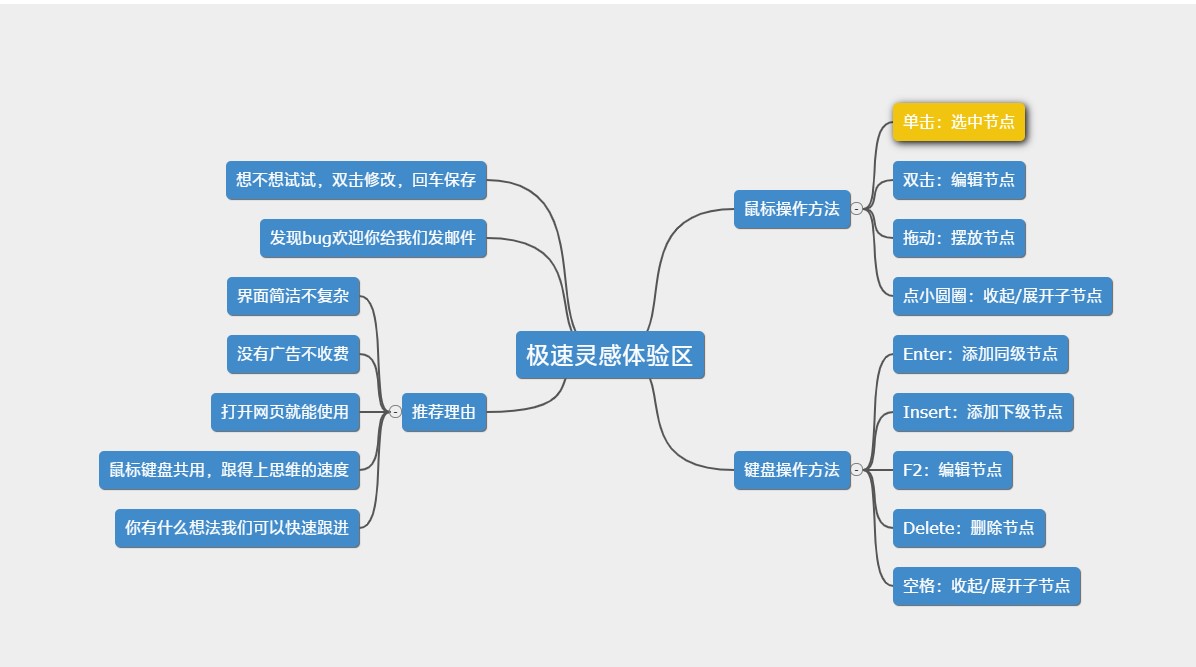 极速灵感体验区
想不想试试，双击修改，回车保存
发现bug欢迎你给我们发邮件
推荐理由
界面简洁不复杂
没有广告不收费
打开网页就能使用
鼠标键盘共用，跟得上思维的速度
你有什么想法我们可以快速跟进
鼠标操作方法
单击：选中节点
双击：编辑节点
拖动：摆放节点
点小圆圈：收起/展开子节点
键盘操作方法
Enter：添加同级节点
Insert：添加下级节点
F2：编辑节点
Delete：删除节点
空格：收起/展开子节点